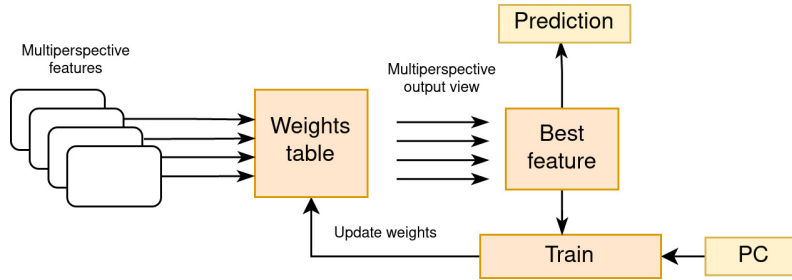 Prediction
Multiperspective
features
Multiperspective
output view
Weights
table
Best
feature
Update weights
Train
PC